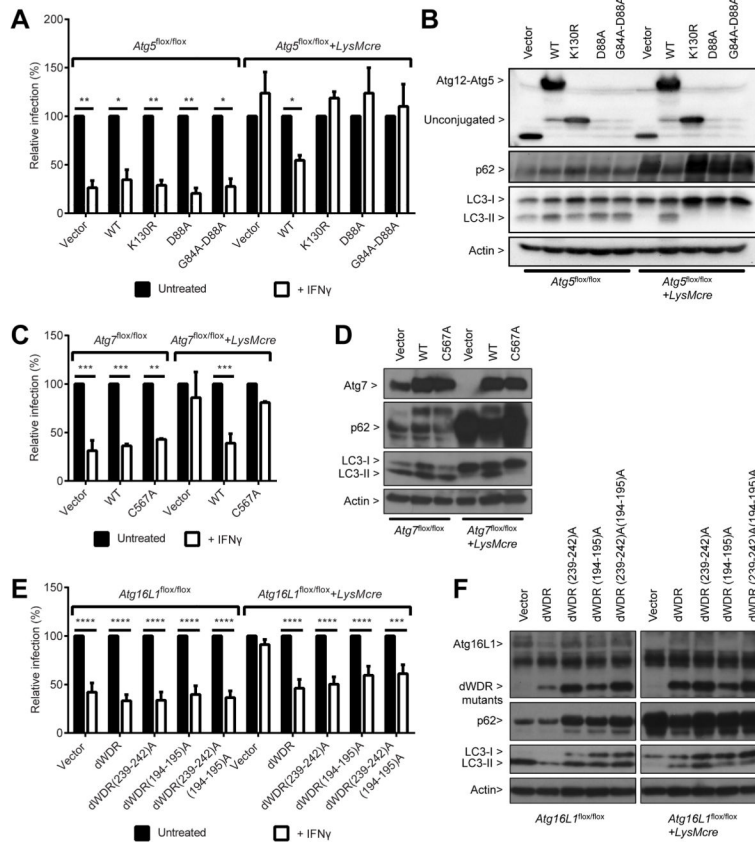 A
Atg5flox/flox
Atg5flox/flox+LysMcre
Relative infection (%)
150
100
50
0
** * ** ** * *
Vector
WT
K130R
D88A
G84A-D88A
Vector
WT
K130R
D88A
G84A-D88A
Untreated
+ IFNγ
B
Vector
WT
K130R
D88A
G84A-D88A
Vector
WT
K130R
D88A
G84A-D88A
Atg12-Atg5 >
Unconjugated >
p62 >
LC3-I >
LC3-II >
Actin >
Atg5flox/flox
Atg5flox/flox
+LysMcre
C
Atg7flox/flox
Atg7flox/flox+LysMcre
Relative infection (%)
150
100
50
0
*** *** ** ***
Vector
WT
C567A
Vector
WT
C567A
Untreated
+ IFNγ
D
Vector
WT
C567A
Vector
WT
C567A
Atg7 >
p62 >
LC3-I >
LC3-II >
Actin >
Atg7flox/flox
Atg7flox/flox
+LysMcre
E
Atg16L1flox/flox
Atg16L1flox/flox+LysMcre
Relative infection (%)
150
100
50
0
**** **** **** **** **** **** **** **** ***
Vector
dWDR
dWDR(239-242)A
dWDR(194-195)A
dWDR(239-242)A
(194-195)A
Vector
dWDR
dWDR(239-242)A
dWDR(194-195)A
dWDR(239-242)A
(194-195)A
Untreated
+ IFNγ
F
Vector
dWDR
dWDR(239-242)A
dWDR(194-195)A
dWDR(239-242)A(194-195)A
Vector
dWDR
dWDR(239-242)A
dWDR(194-195)A
dWDR(239-242)A(194-195)A
Atg16L1>
dWDR >
mutants
p62>
LC3-I >
LC3-II >
Actin>
Atg16L1flox/flox
Atg16L1flox/flox
+LysMcre